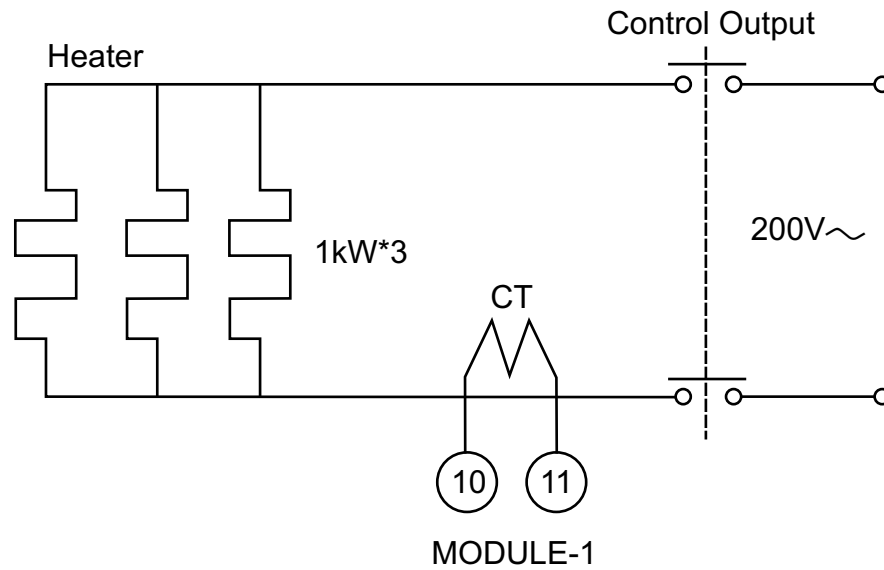 Control Output
Heater
200V～
1kW*3
CT
10
11
MODULE-1